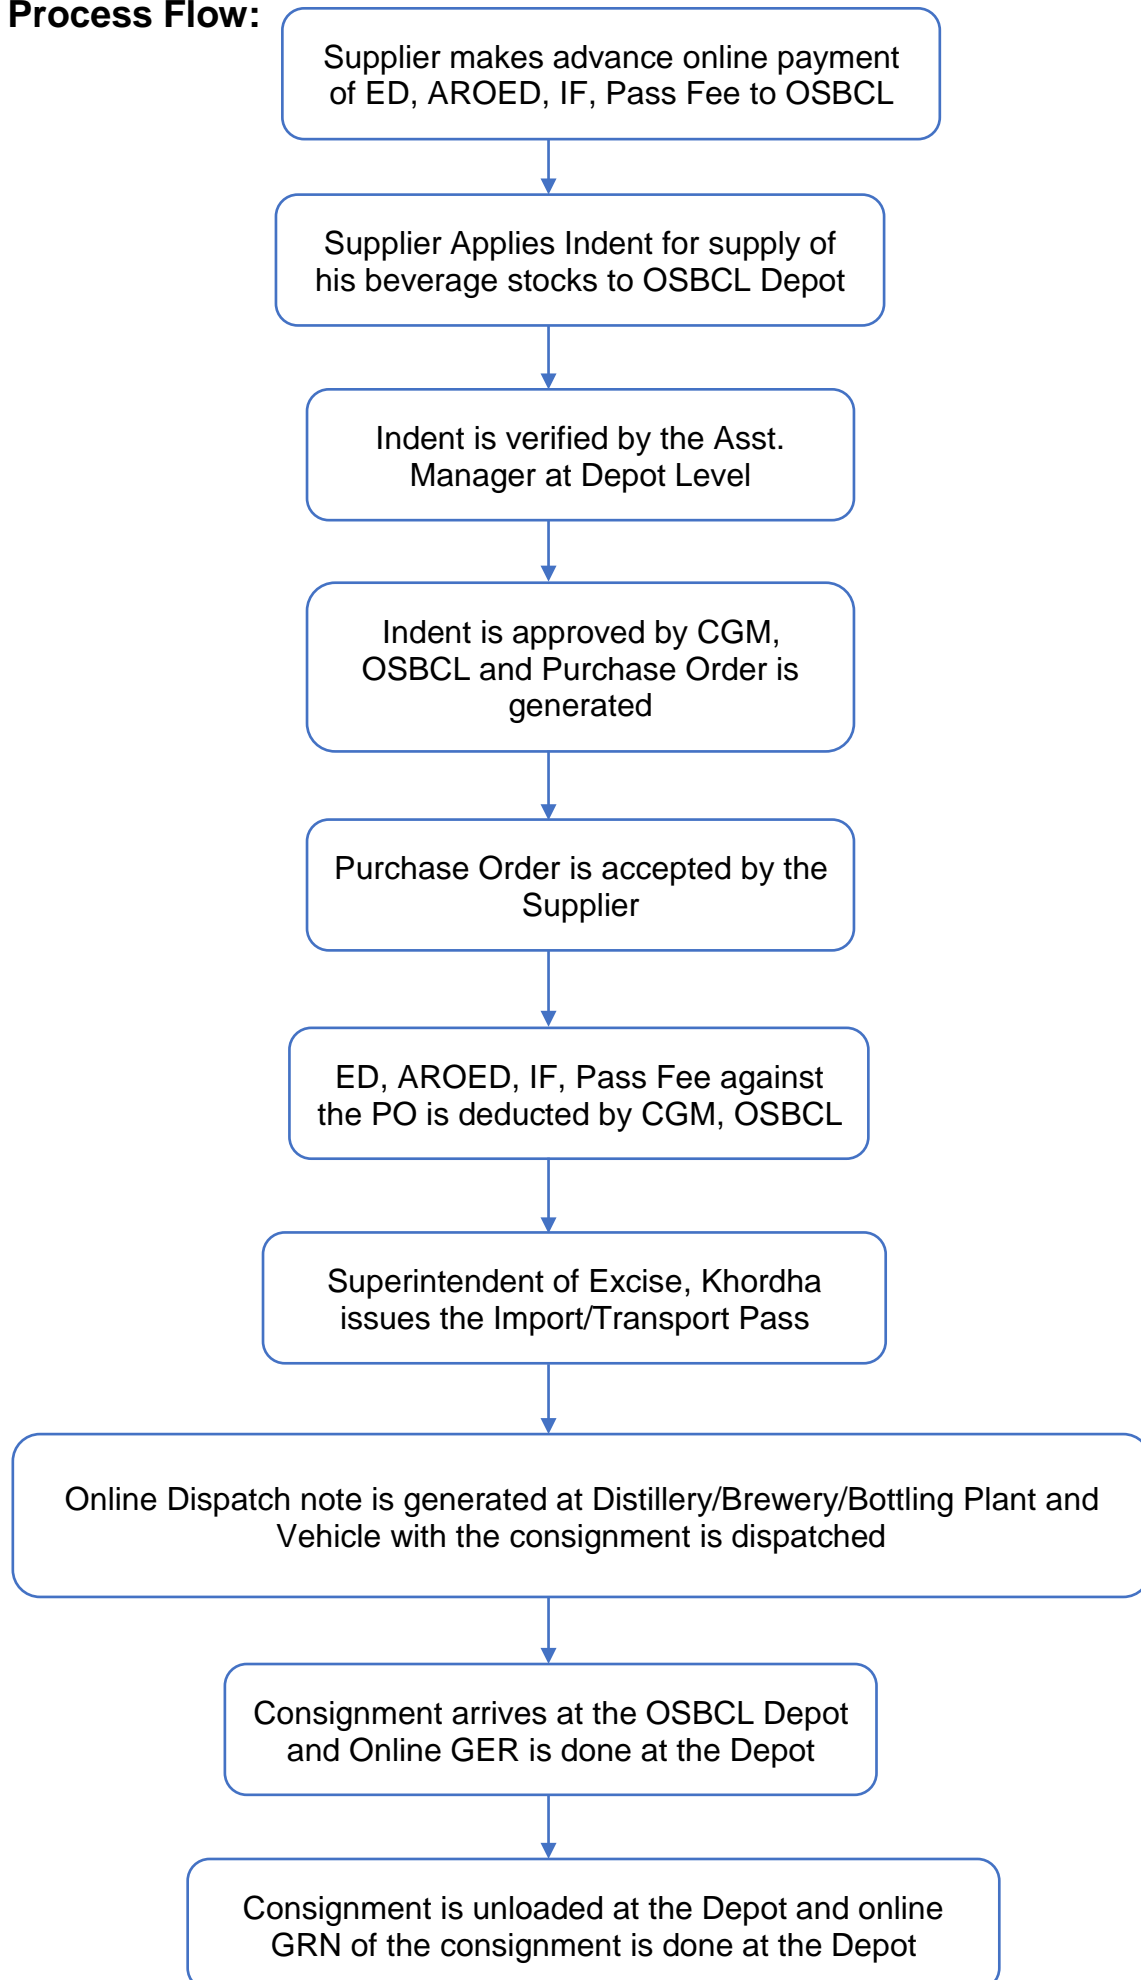 Process Flow:
Supplier makes advance online payment
of ED, AROED, IF, Pass Fee to OSBCL
Supplier Applies Indent for supply of
his beverage stocks to OSBCL Depot
Indent is verified by the Asst.
Manager at Depot Level
Indent is approved by CGM,
OSBCL and Purchase Order is
generated
Purchase Order is accepted by the
Supplier
ED, AROED, IF, Pass Fee against
the PO is deducted by CGM, OSBCL
Superintendent of Excise, Khordha
issues the Import/Transport Pass
Online Dispatch note is generated at Distillery/Brewery/Bottling Plant and
Vehicle with the consignment is dispatched
Consignment arrives at the OSBCL Depot
and Online GER is done at the Depot
Consignment is unloaded at the Depot and online
GRN of the consignment is done at the Depot